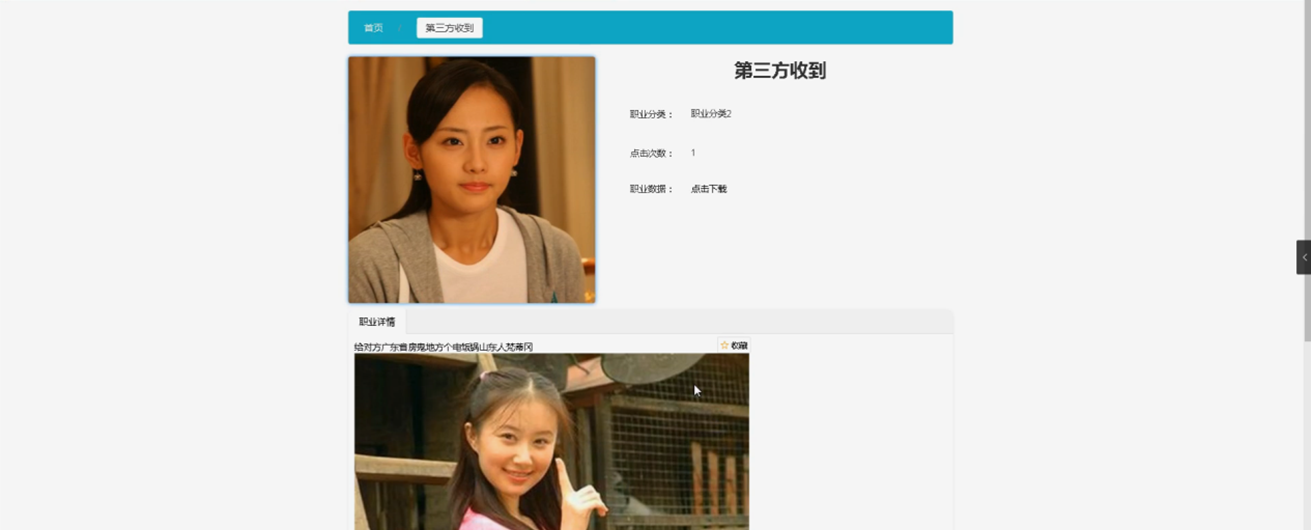 首页 / 第三方收到
第三方收到
职业分类： 职业分类2
点击次数： 1
职业数据： 点击下载
职业详情
给对方广东省房鬼地方个电饭锅山东人梵蒂冈
☆ 收藏